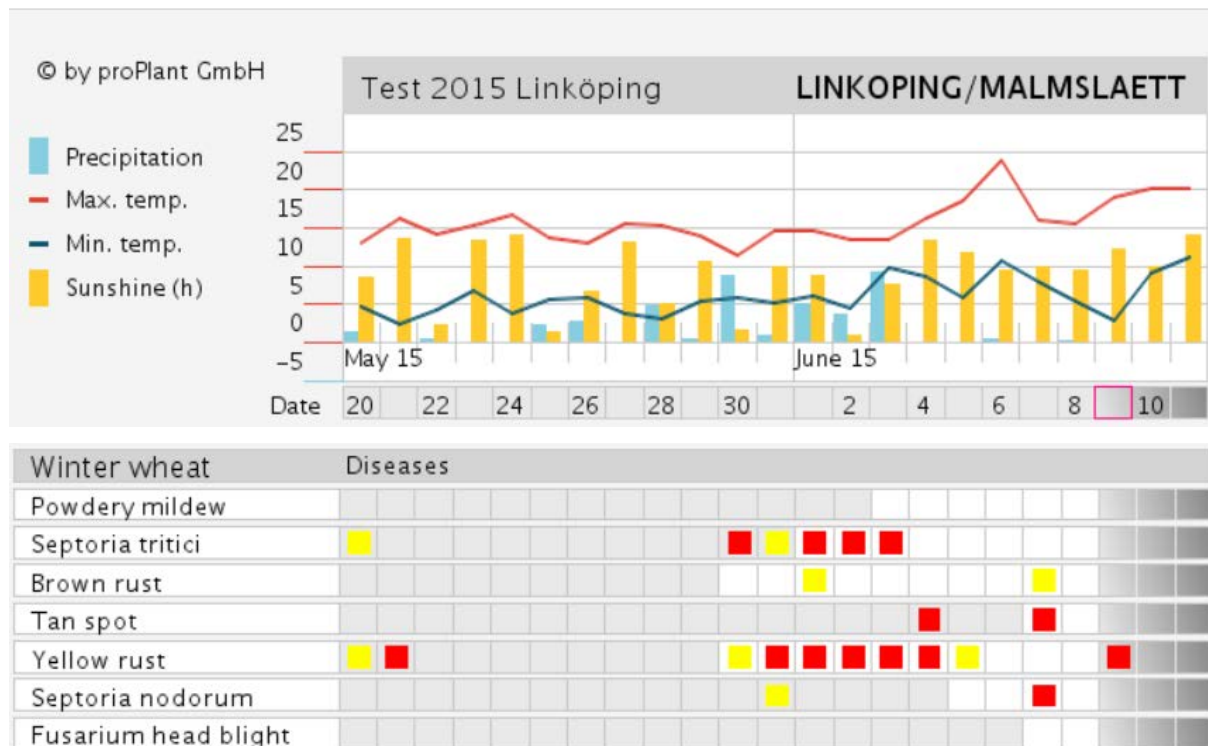 © by proPlant GmbH
Test 2015 Linköping LINKOPING/MALMSLAETT
Precipitation
Max. temp.
Min. temp.
Sunshine (h)
25
20
15
10
5
0
-5
May 15 June 15
Date 20 22 24 26 28 30 2 4 6 8 10
Winter wheat Diseases
Powdery mildew
Septoria tritici
Brown rust
Tan spot
Yellow rust
Septoria nodorum
Fusarium head blight